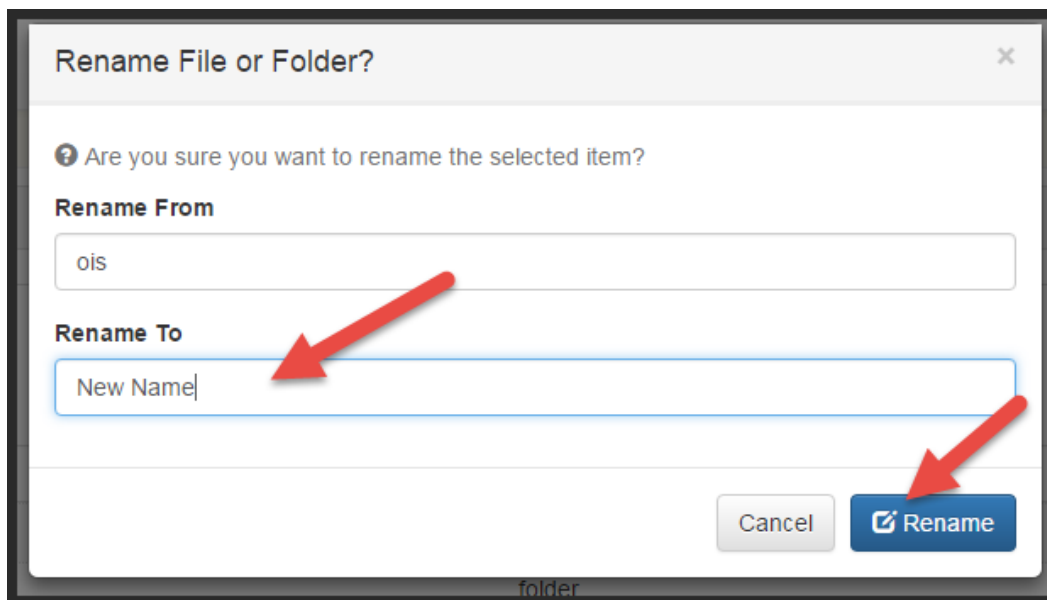 Rename File or Folder?
×
Are you sure you want to rename the selected item?
Rename From
ois
Rename To
New Name
Cancel
Rename
folder